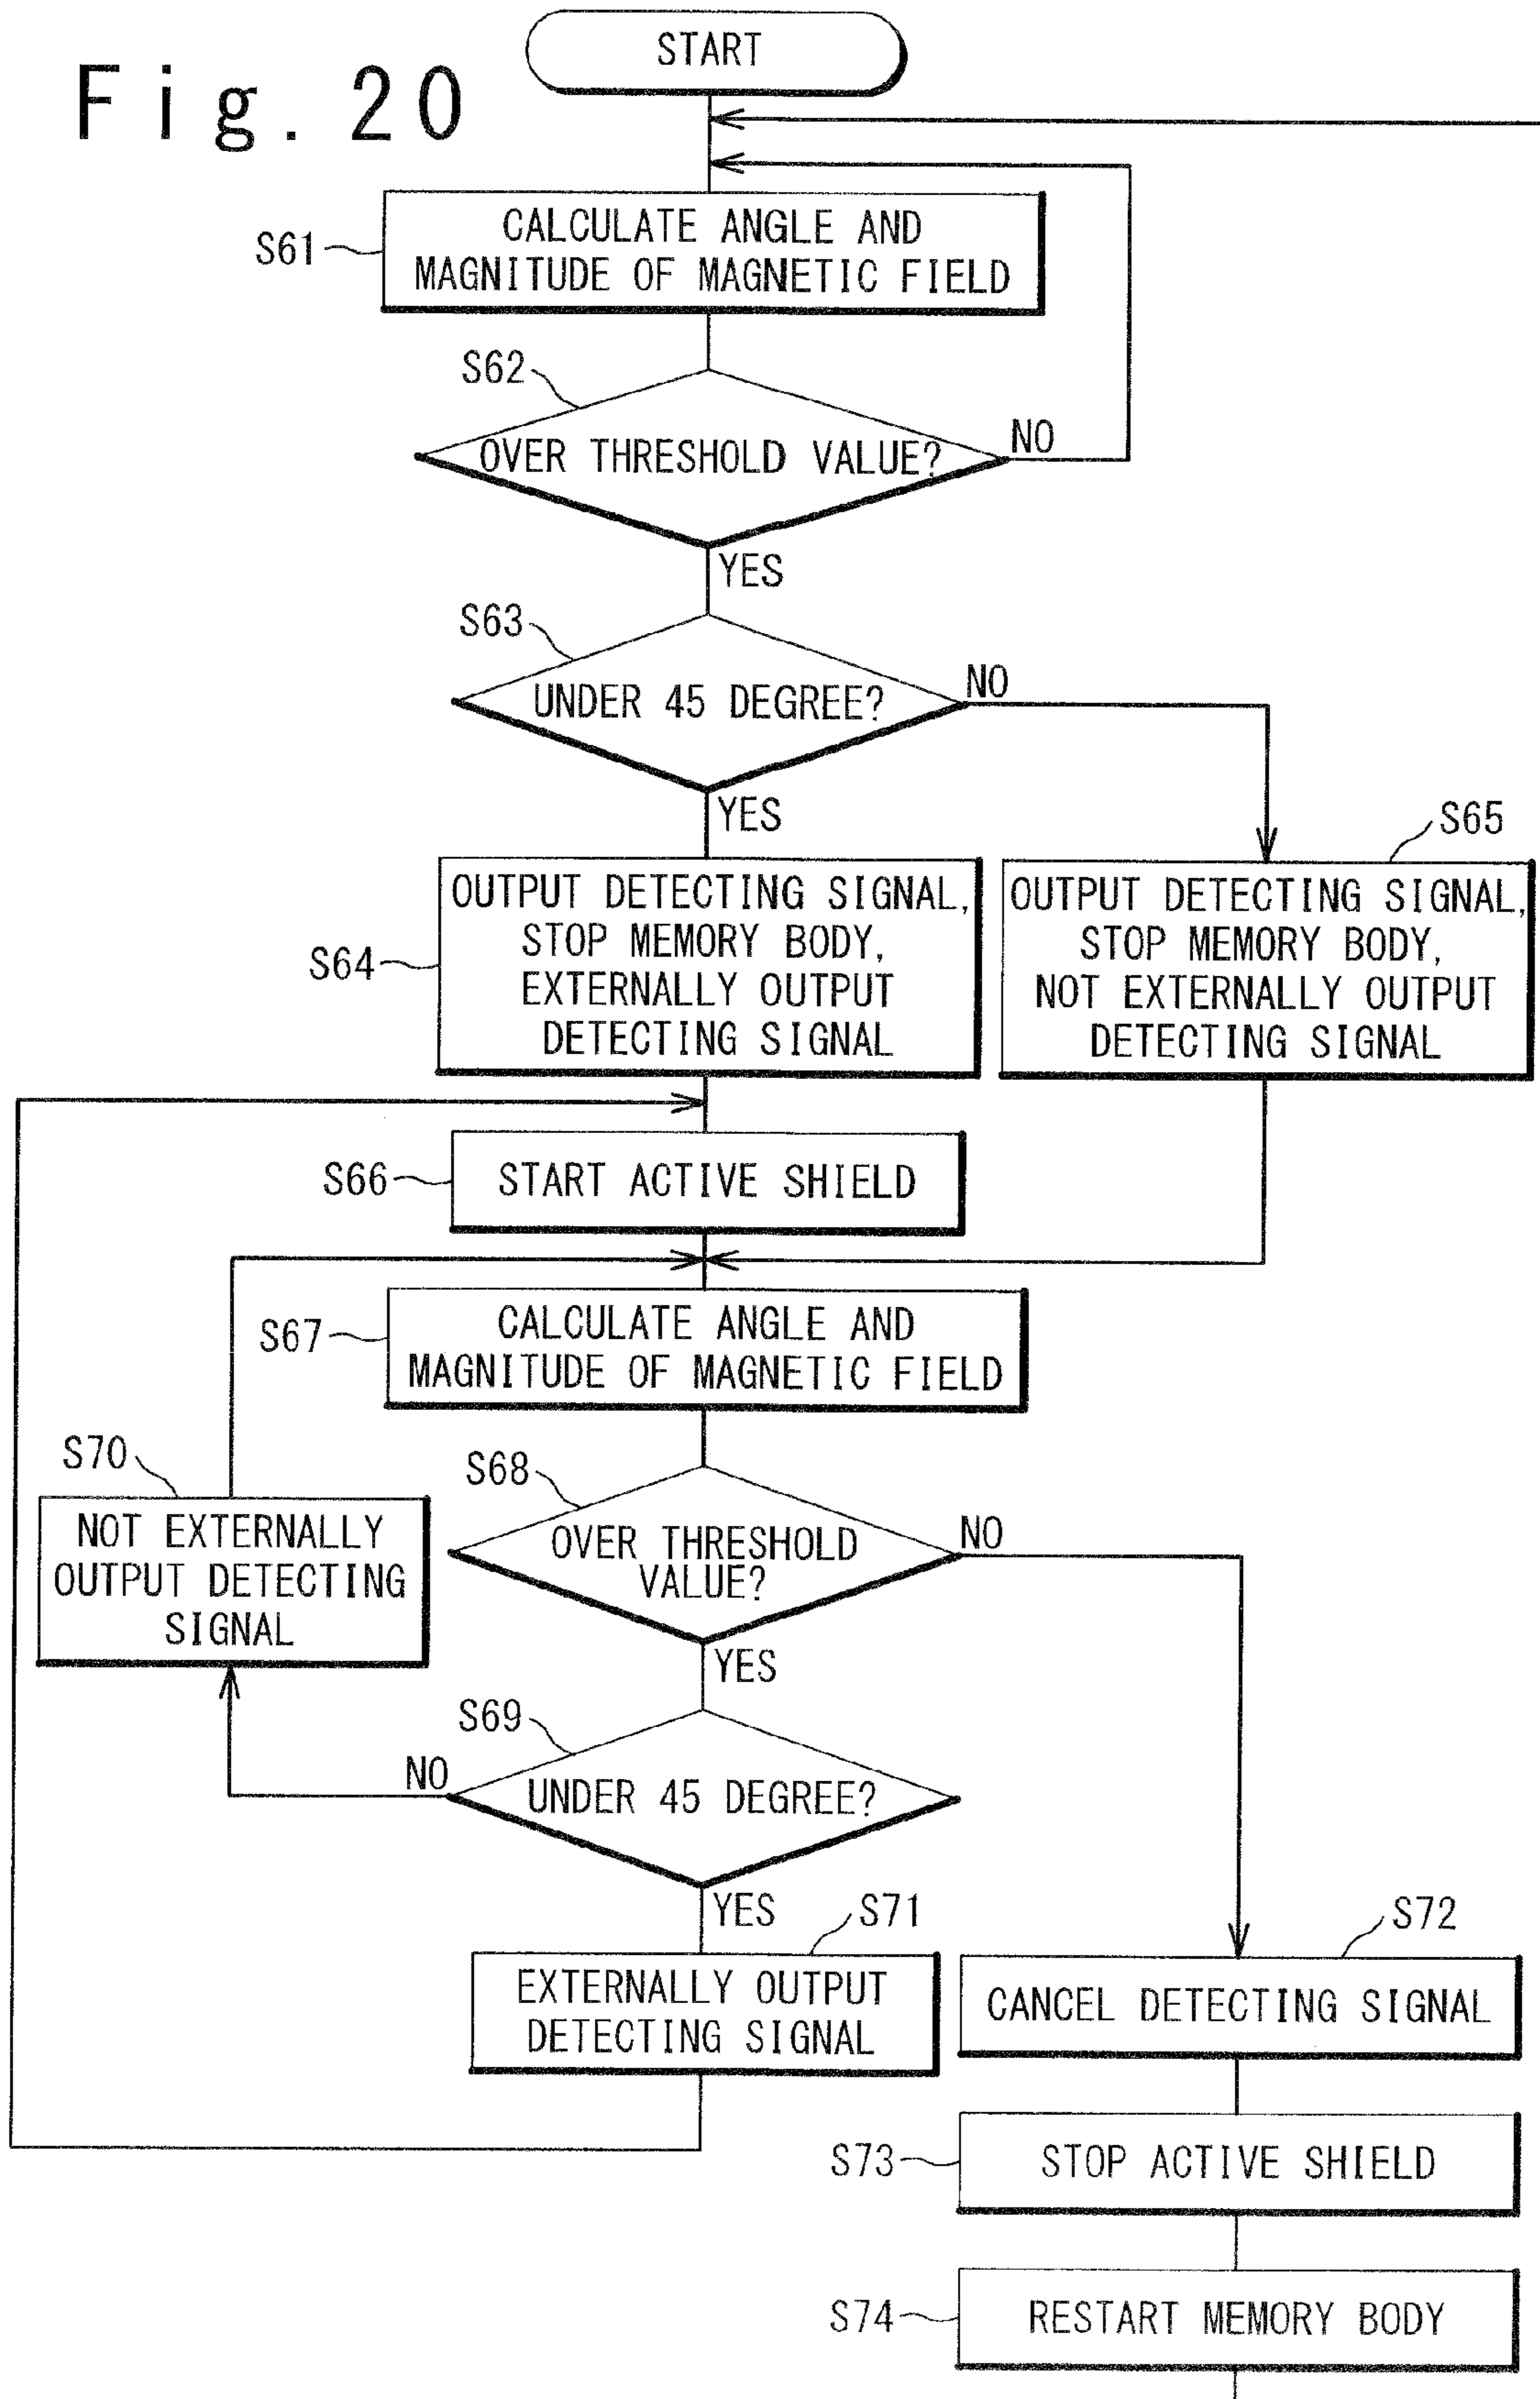 Fig. 20
START
S61
CALCULATE ANGLE AND
MAGNITUDE OF MAGNETIC FIELD
S62
OVER THRESHOLD VALUE?
NO
YES
S63
UNDER 45 DEGREE?
NO
YES
S64
OUTPUT DETECTING SIGNAL,
STOP MEMORY BODY,
EXTERNALLY OUTPUT
DETECTING SIGNAL
S65
OUTPUT DETECTING SIGNAL,
STOP MEMORY BODY,
NOT EXTERNALLY OUTPUT
DETECTING SIGNAL
S66
START ACTIVE SHIELD
S67
CALCULATE ANGLE AND
MAGNITUDE OF MAGNETIC FIELD
S70
NOT EXTERNALLY
OUTPUT DETECTING
SIGNAL
S68
OVER THRESHOLD
VALUE?
NO
YES
S69
NO
UNDER 45 DEGREE?
YES
S71
EXTERNALLY OUTPUT
DETECTING SIGNAL
S72
CANCEL DETECTING SIGNAL
S73
STOP ACTIVE SHIELD
S74
RESTART MEMORY BODY